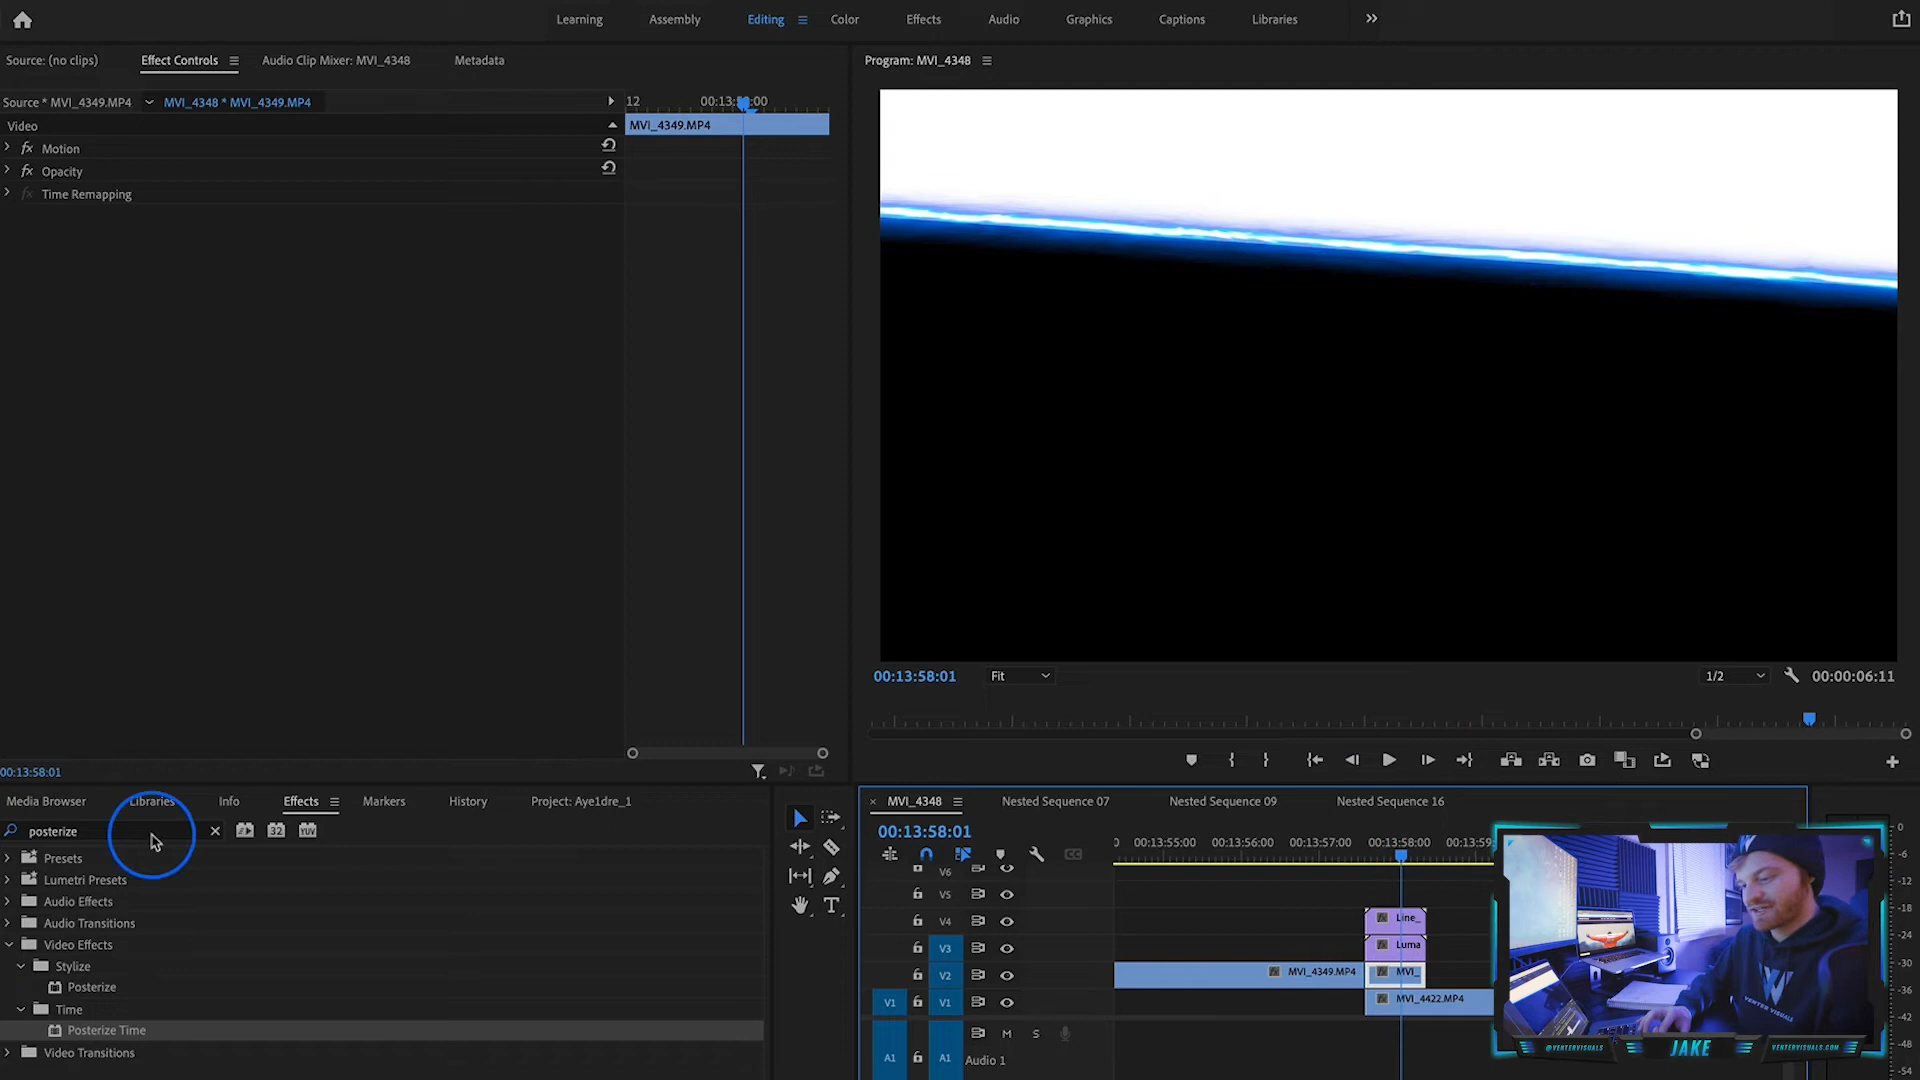 Learning Assembly Editing Color Effects Audio Graphics Captions Libraries
Source: (no clips) Effect Controls Audio Clip Mixer: MVI_4348 Metadata
Program: MVI_4348
Source * MVI_4349.MP4 MVI_4348 * MVI_4349.MP4
12 00:13:58:00
Video
MVI_4349.MP4
fx Motion
fx Opacity
fx Time Remapping
00:13:58:01 Fit 1/2 00:00:06:11
00:13:58:01
Media Browser Libraries Info Effects Markers History Project: Aye1dre_1
posterize 32 YUV
Presets
Lumetri Presets
Audio Effects
Audio Transitions
Video Effects
Stylize
Posterize
Time
Posterize Time
Video Transitions
MVI_4348 Nested Sequence 07 Nested Sequence 09 Nested Sequence 16
00:13:58:01
0 00:13:55:00 00:13:56:00 00:13:57:00 00:13:58:00 00:13:59:
CC
V6
V5
V4 Line_
V3 Luma
V2 MVI_4349.MP4 MVI_
V1 V1 MVI_4422.MP4
M S
A1 A1 Audio 1
0
-6
-12
-18
-24
-30
-36
-42
-48
-54
VENTER VISUALS
@VENTERVISUALS JAKE VENTERVISUALS.COM